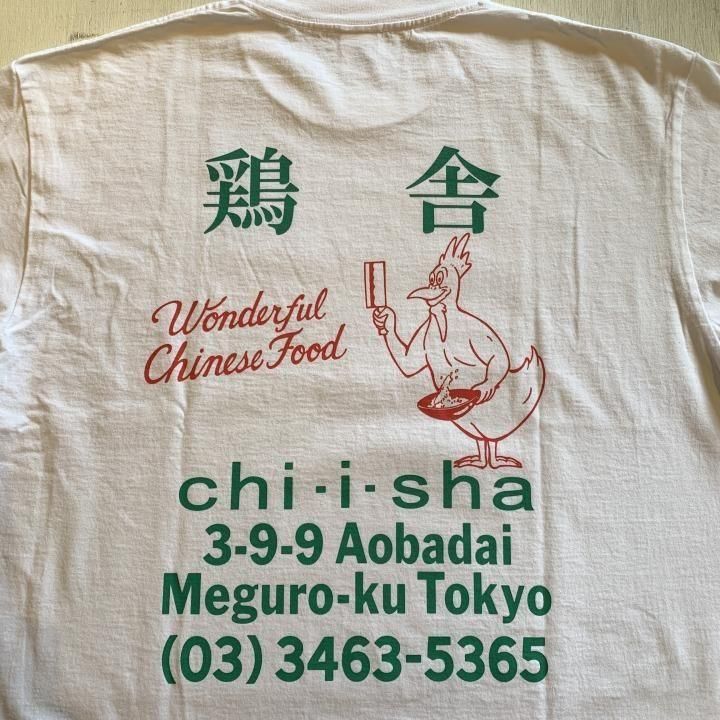 鶏舎
Wonderful
Chinese Food
chi-i-sha
3-9-9 Aobadai
Meguro-ku Tokyo
(03) 3463-5365